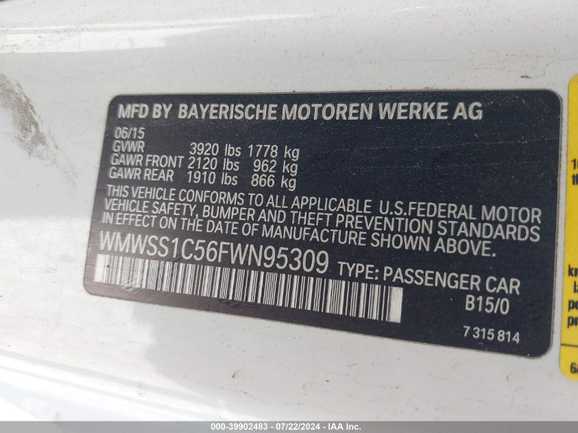 MFD BY BAYERISCHE MOTOREN WERKE AG
06/15
GVWR 3920 lbs 1778 kg
GAWR FRONT 2120 lbs 962 kg
GAWR REAR 1910 lbs 866 kg
THIS VEHICLE CONFORMS TO ALL APPLICABLE U.S.FEDERAL MOTOR
VEHICLE SAFETY, BUMPER AND THEFT PREVENTION STANDARDS
IN EFFECT ON THE DATE OF MANUFACTURE SHOWN ABOVE.
WMWSS1C56FWN95309 TYPE: PASSENGER CAR
B15/0
7 315 814
CONTENT: 39902483 - 07/22/2024 - IAA Inc.